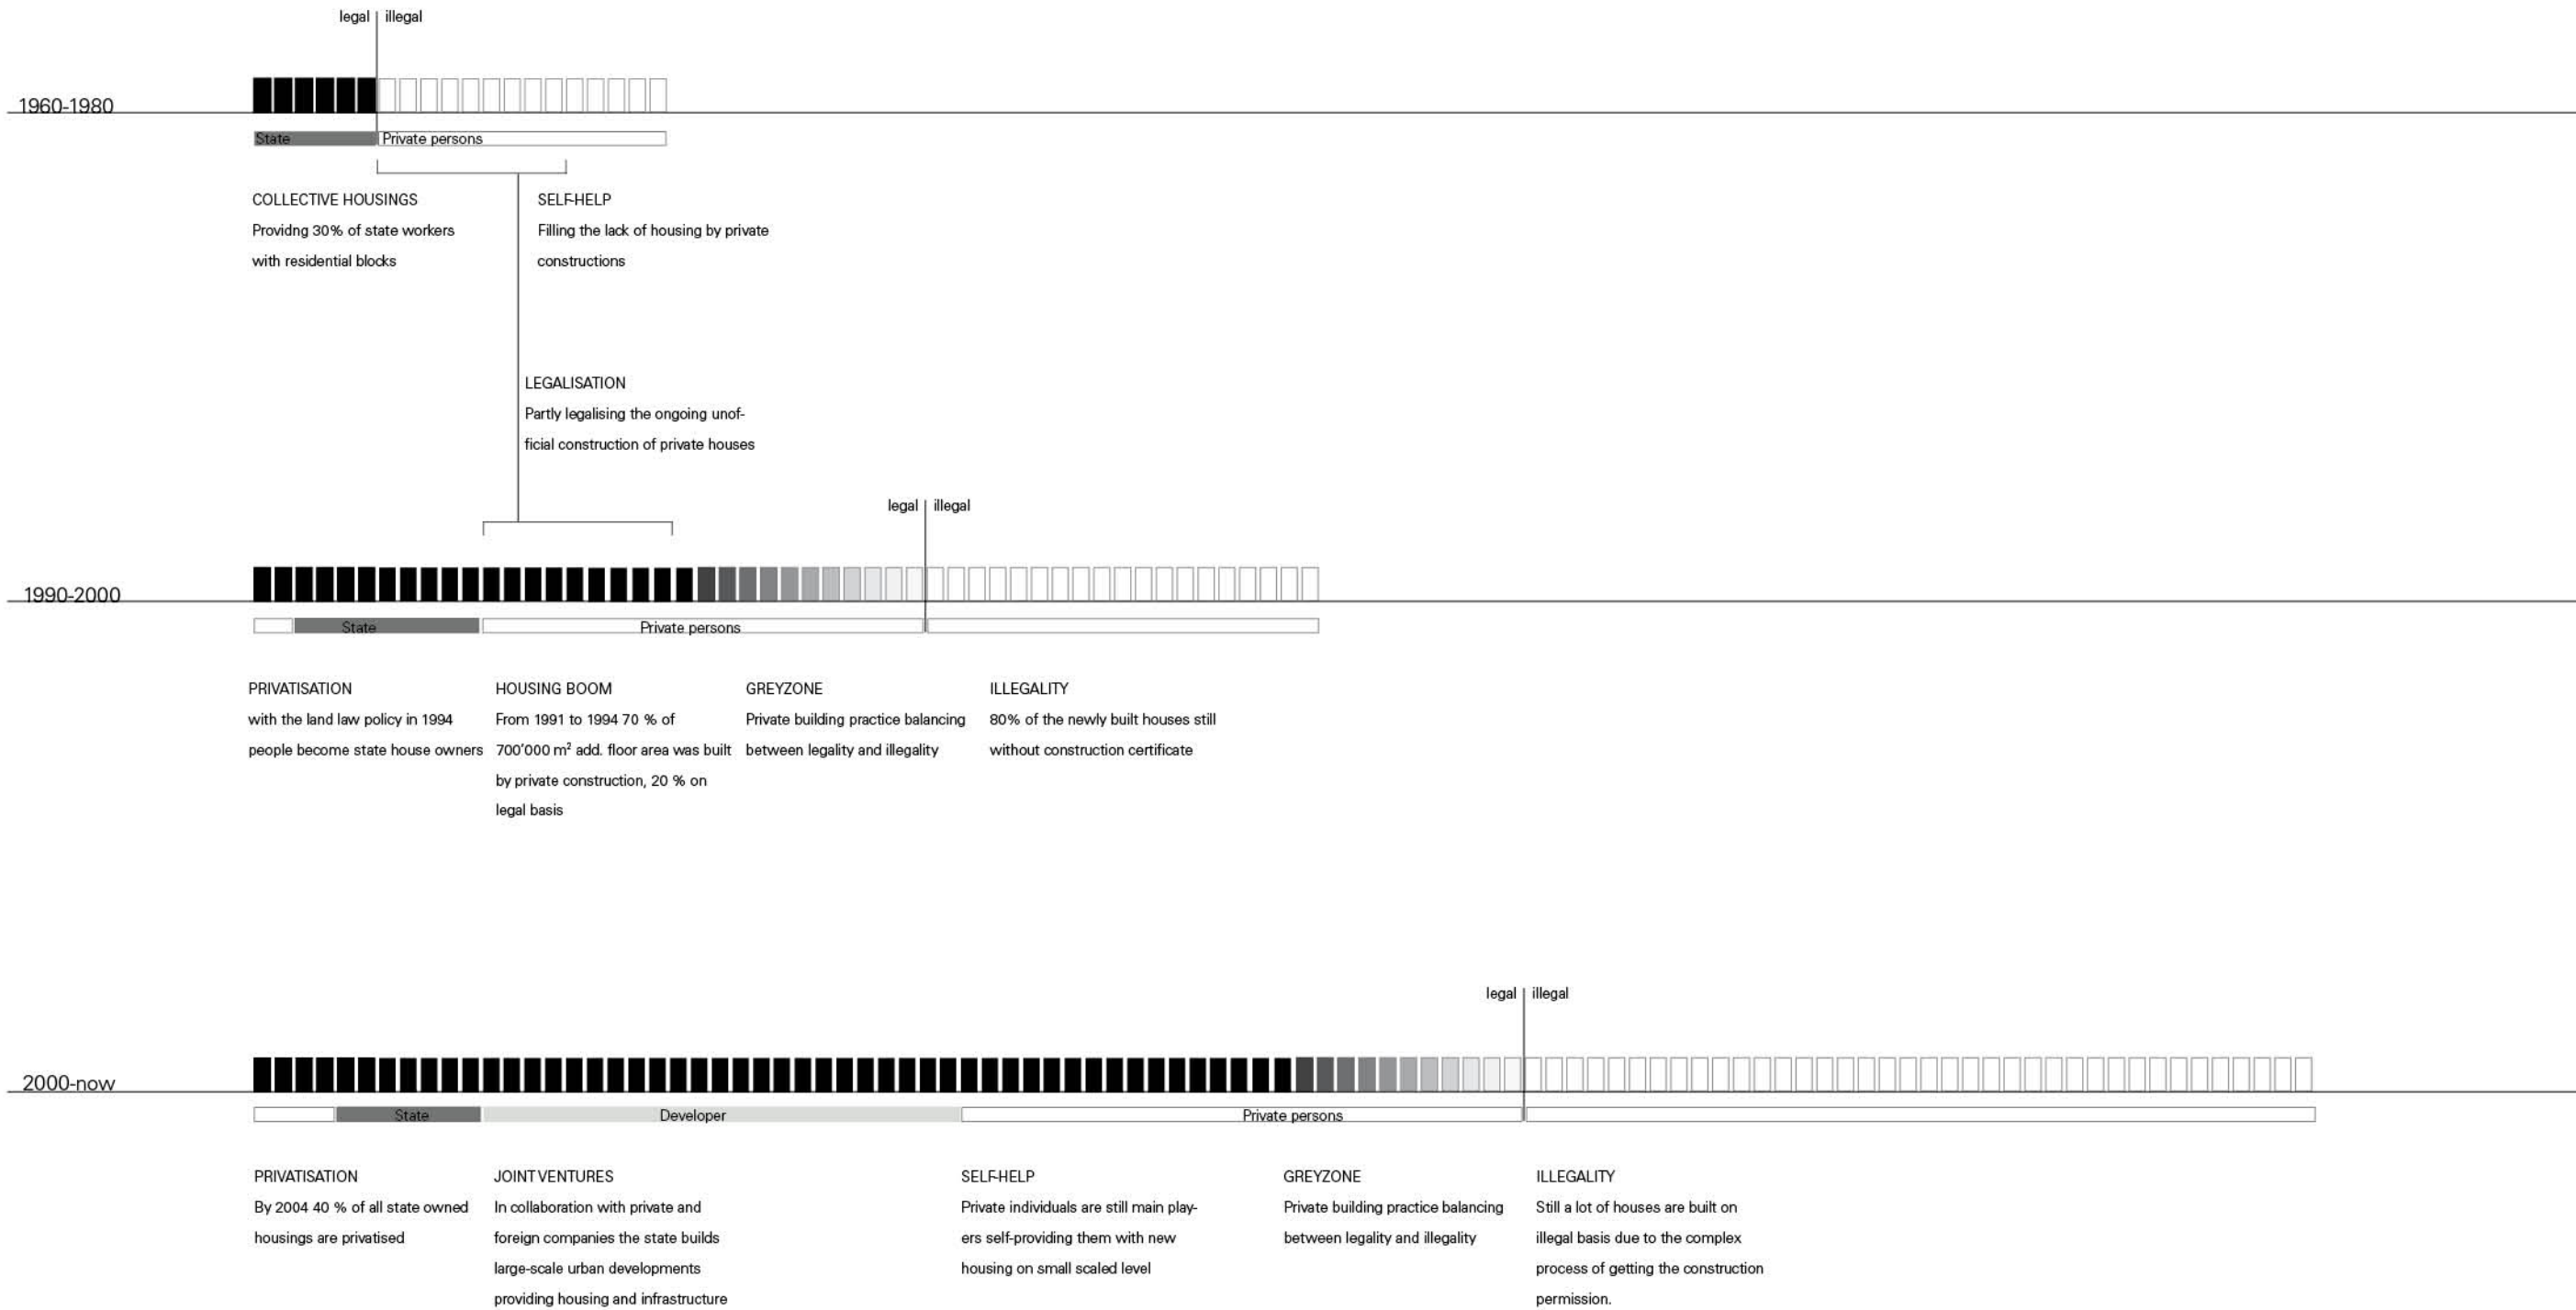 legal illegal
1960-1980
State Private persons
COLLECTIVE HOUSINGS
Providng 30% of state workers
with residential blocks
SELF-HELP
Filling the lack of housing by private
constructions
LEGALISATION
Partly legalising the ongoing unof-
ficial construction of private houses
legal illegal
1990-2000
State Private persons
PRIVATISATION
with the land law policy in 1994
people become state house owners
HOUSING BOOM
From 1991 to 1994 70 % of
700'000 m² add. floor area was built
by private construction, 20 % on
legal basis
GREYZONE
Private building practice balancing
between legality and illegality
ILLEGALITY
80% of the newly built houses still
without construction certificate
legal illegal
2000-now
State Developer Private persons
PRIVATISATION
By 2004 40 % of all state owned
housings are privatised
JOINT VENTURES
In collaboration with private and
foreign companies the state builds
large-scale urban developments
providing housing and infrastructure
SELF-HELP
Private individuals are still main play-
ers self-providing them with new
housing on small scaled level
GREYZONE
Private building practice balancing
between legality and illegality
ILLEGALITY
Still a lot of houses are built on
illegal basis due to the complex
process of getting the construction
permission.